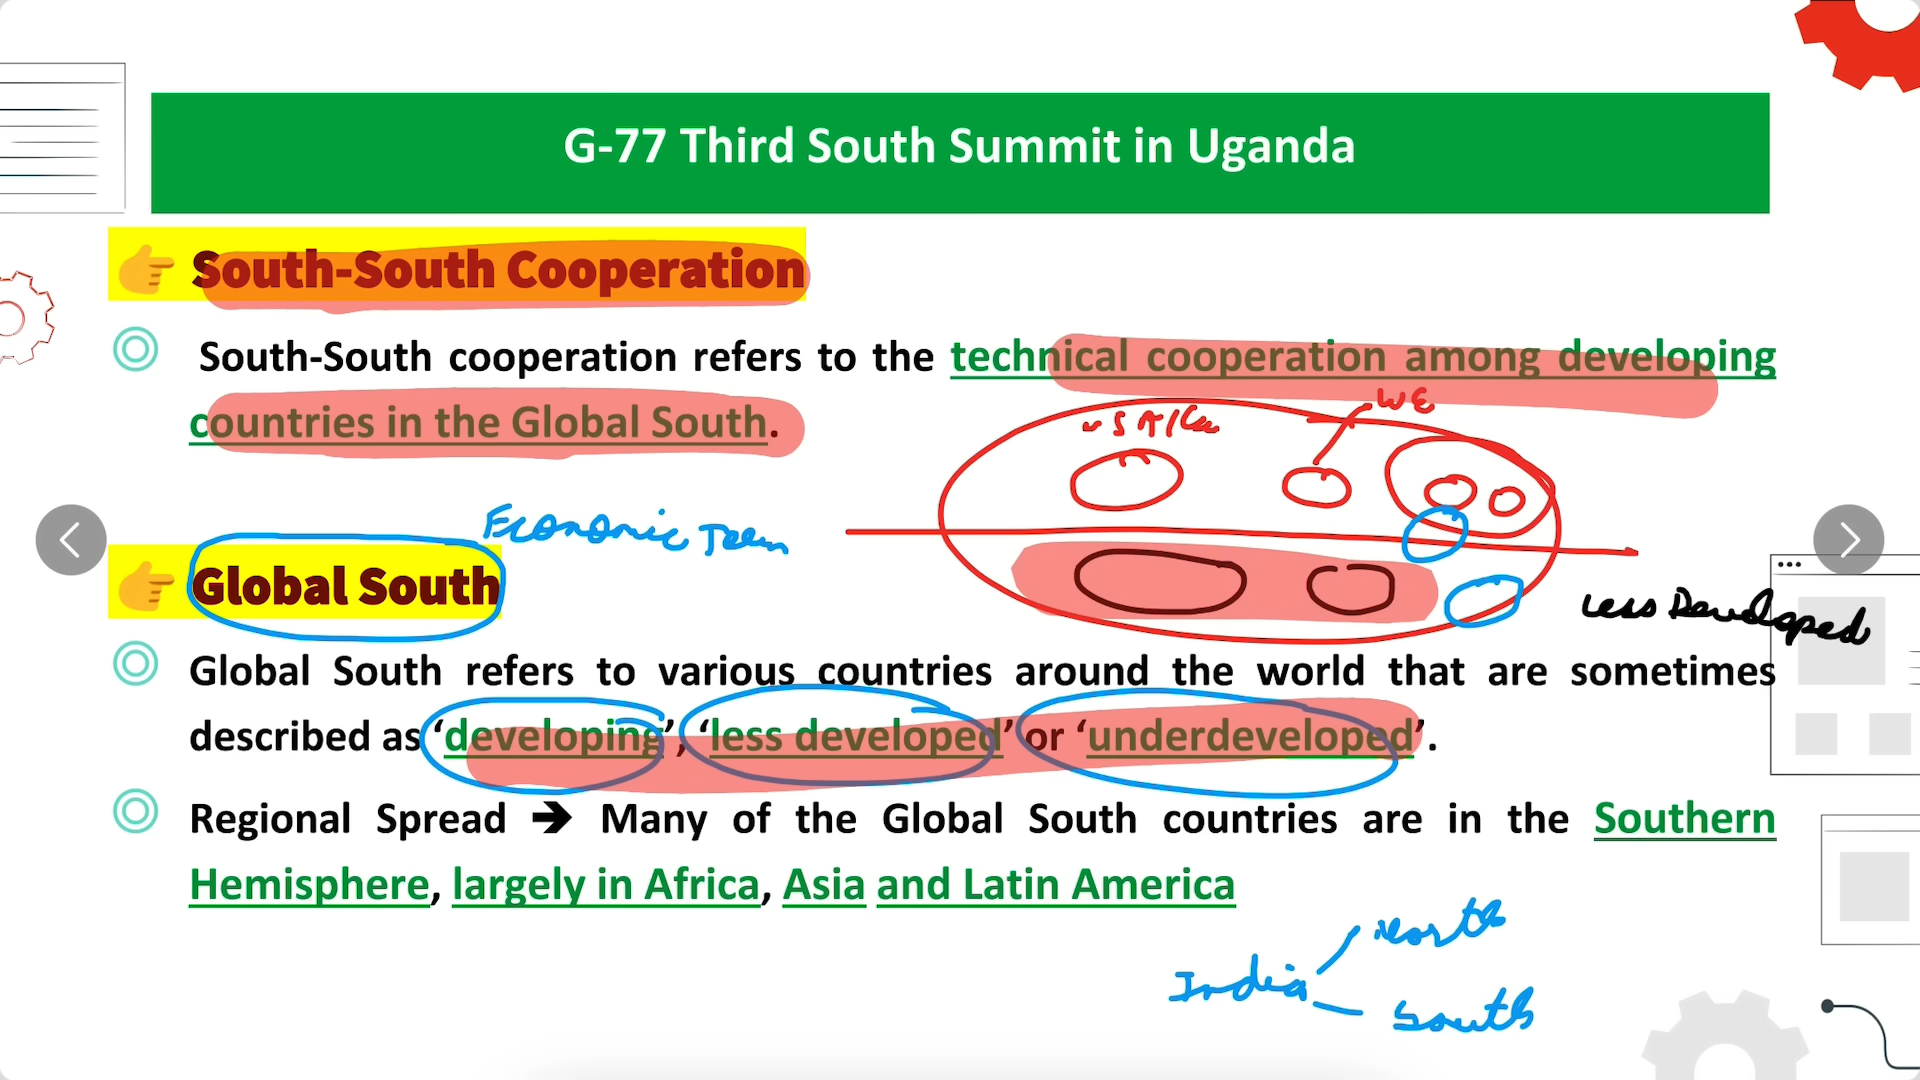 G-77 Third South Summit in Uganda
South-South Cooperation
South-South cooperation refers to the technical cooperation among developing
countries in the Global South.
USA/Ca
WE
Economic Term
Global South
Less Developed
Global South refers to various countries around the world that are sometimes
described as ‘developing’, ‘less developed’ or ‘underdeveloped’.
Regional Spread ➔ Many of the Global South countries are in the Southern
Hemisphere, largely in Africa, Asia and Latin America
North
India
South